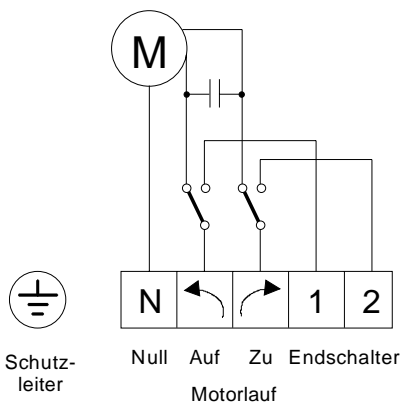 M
N 1 2
Null Auf Zu Endschalter
Schutz-
leiter
Motorlauf